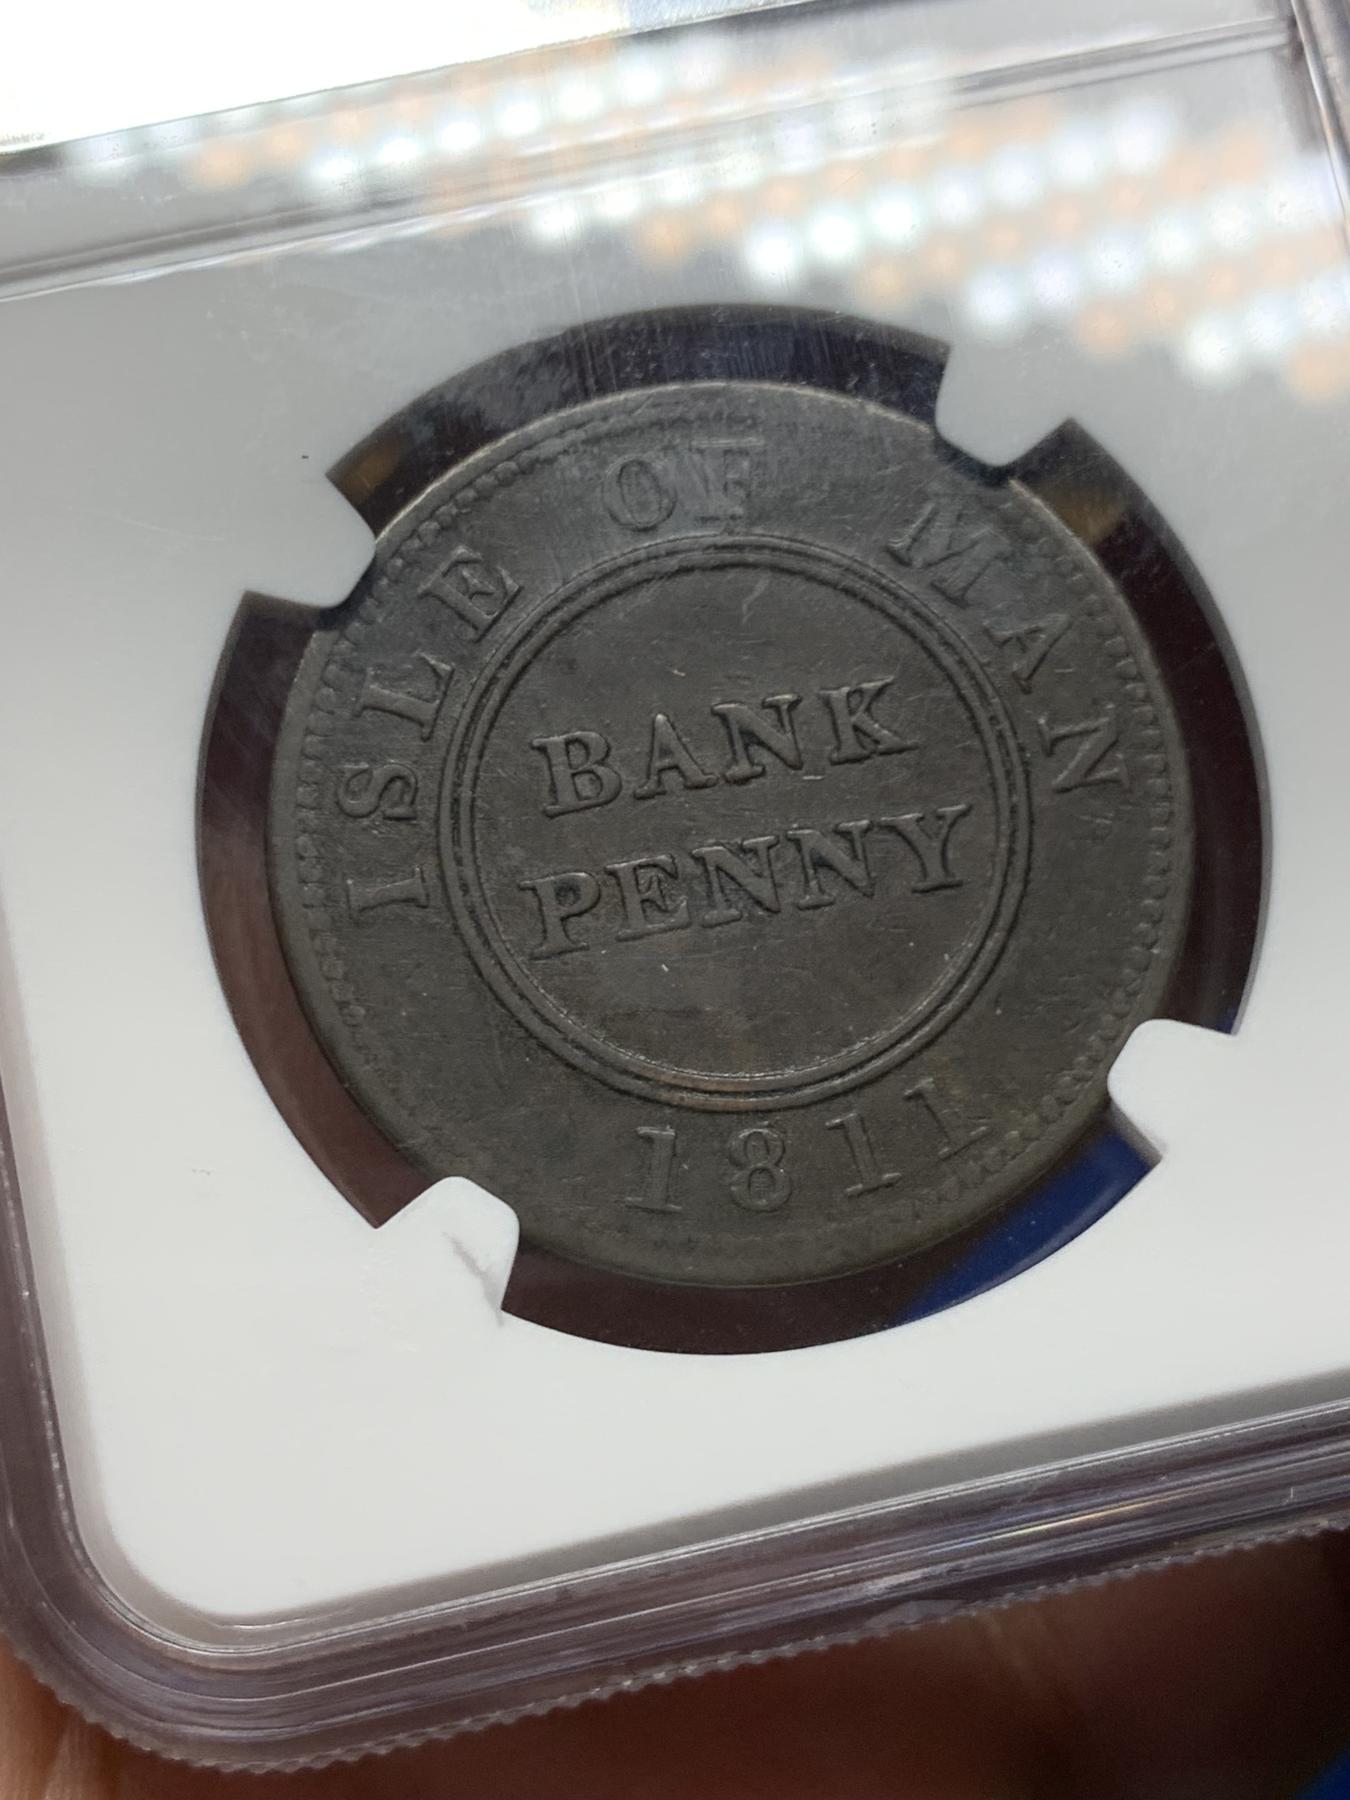 ISLE OF MAN
BANK
PENNY
1811